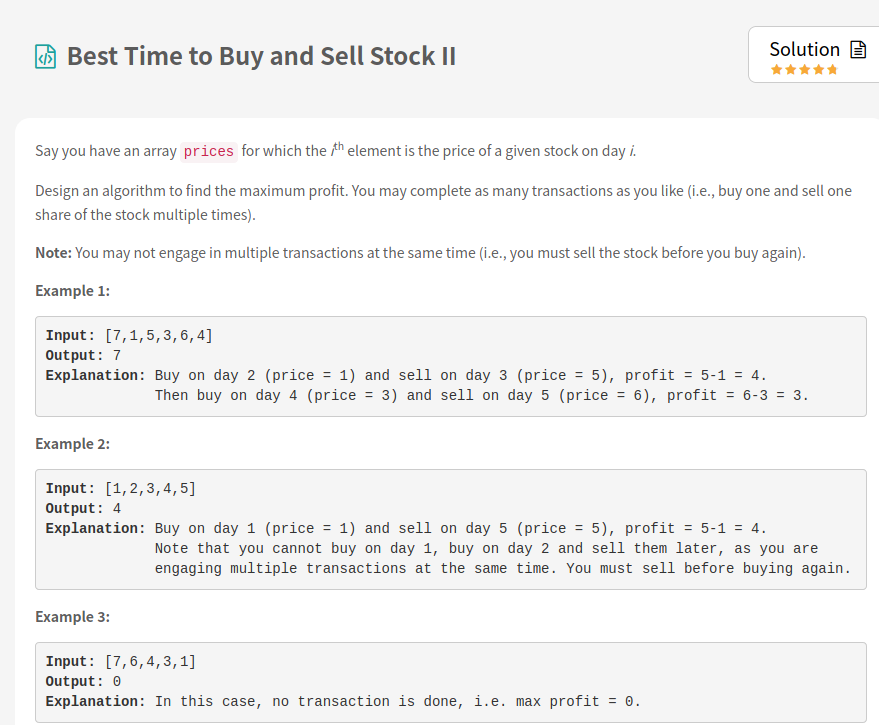 Best Time to Buy and Sell Stock II
Solution
Say you have an array prices for which the ith element is the price of a given stock on day i.
Design an algorithm to find the maximum profit. You may complete as many transactions as you like (i.e., buy one and sell one
share of the stock multiple times).
Note: You may not engage in multiple transactions at the same time (i.e., you must sell the stock before you buy again).
Example 1:
Input: [7,1,5,3,6,4]
Output: 7
Explanation: Buy on day 2 (price = 1) and sell on day 3 (price = 5), profit = 5-1 = 4.
Then buy on day 4 (price = 3) and sell on day 5 (price = 6), profit = 6-3 = 3.
Example 2:
Input: [1,2,3,4,5]
Output: 4
Explanation: Buy on day 1 (price = 1) and sell on day 5 (price = 5), profit = 5-1 = 4.
Note that you cannot buy on day 1, buy on day 2 and sell them later, as you are
engaging multiple transactions at the same time. You must sell before buying again.
Example 3:
Input: [7,6,4,3,1]
Output: 0
Explanation: In this case, no transaction is done, i.e. max profit = 0.